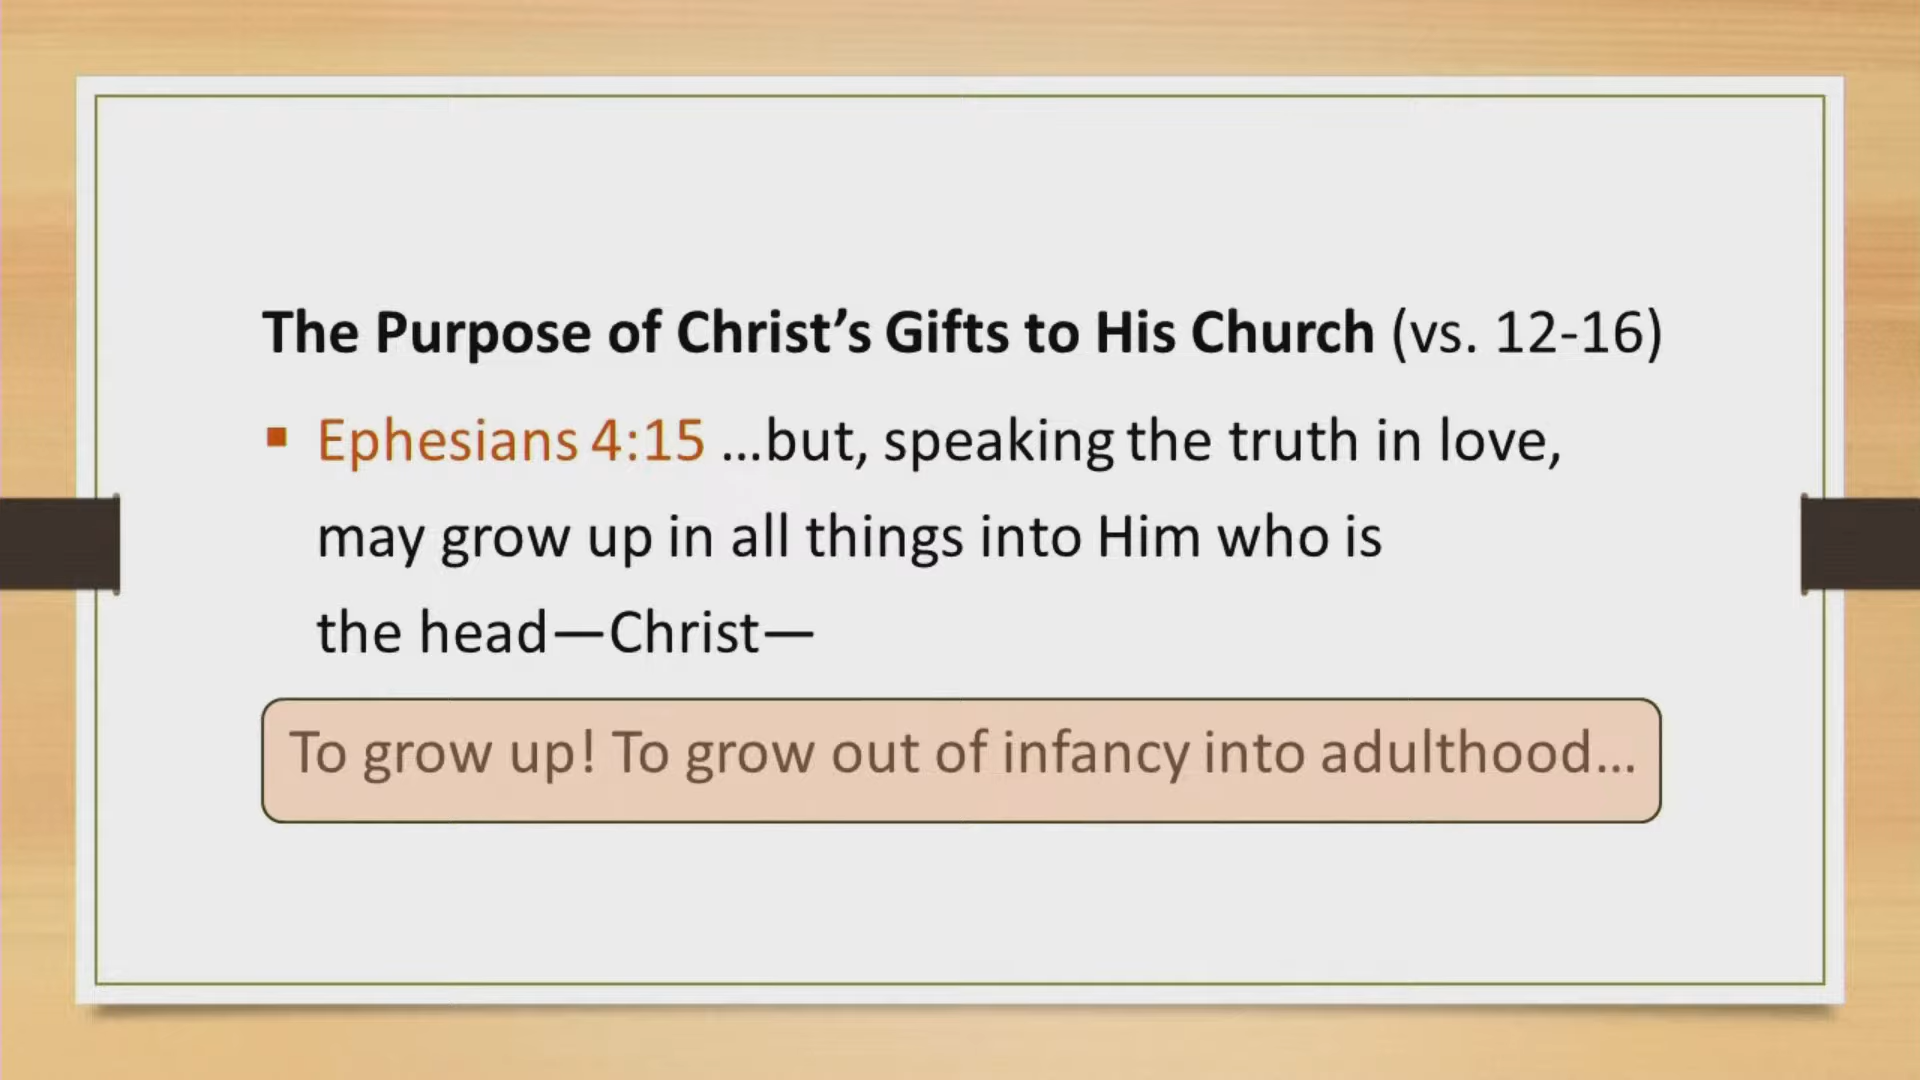 The Purpose of Christ’s Gifts to His Church (vs. 12-16)
▪ Ephesians 4:15 …but, speaking the truth in love,
may grow up in all things into Him who is
the head—Christ—
To grow up! To grow out of infancy into adulthood…